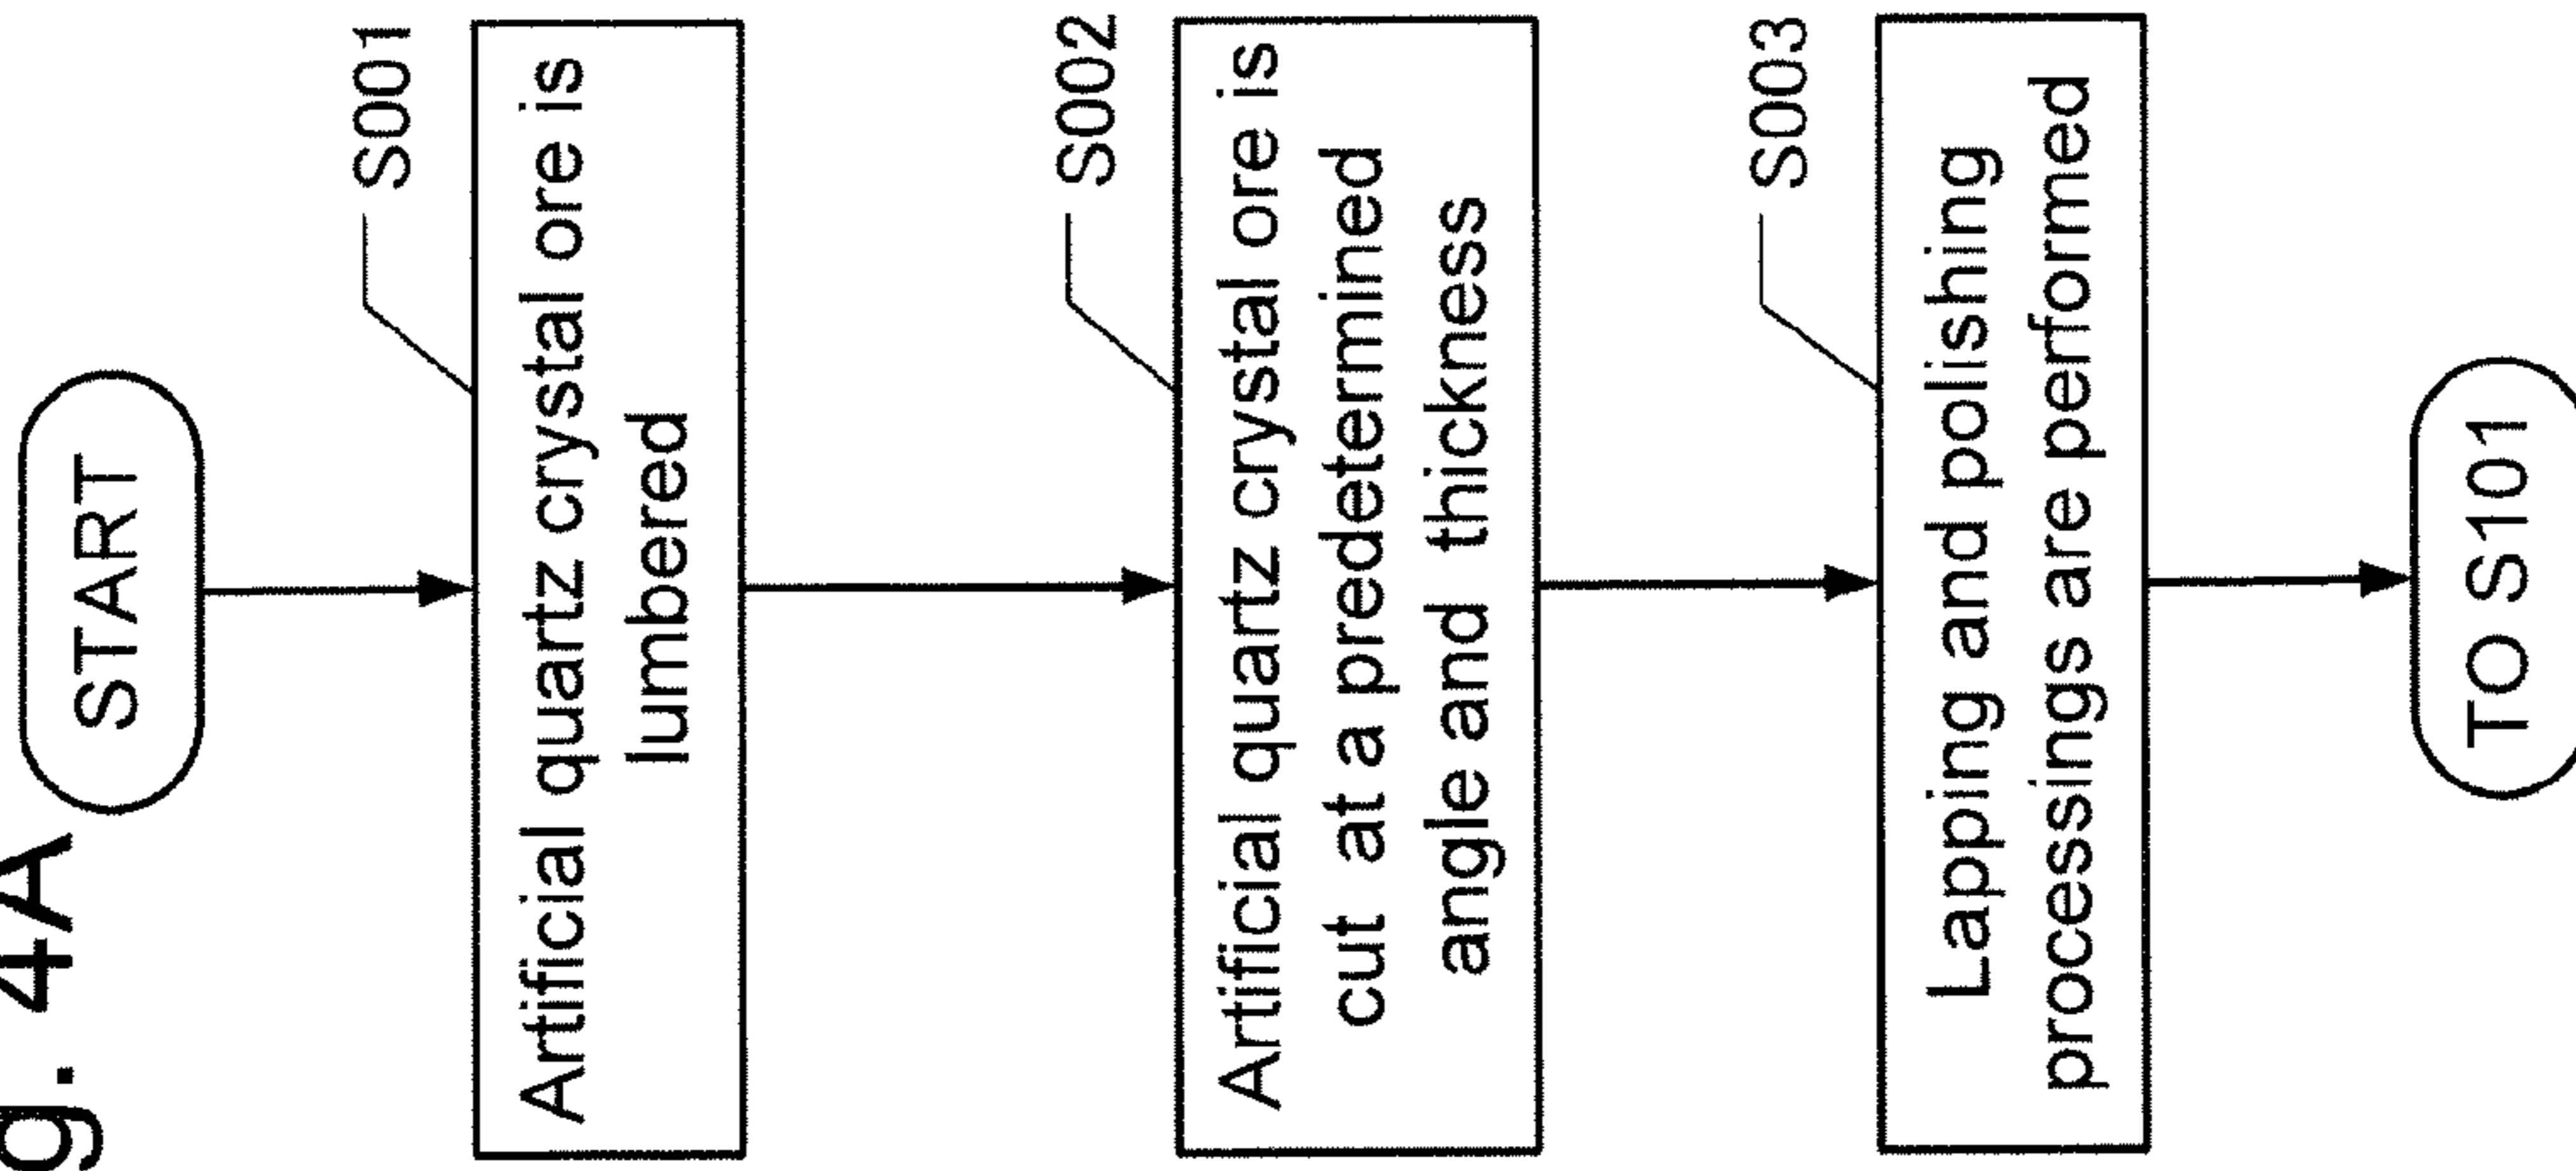 g. 4A
START
S001
Artificial quartz crystal ore is
lumbered
S002
Artificial quartz crystal ore is
cut at a predetermined
angle and thickness
S003
Lapping and polishing
processings are performed
TO S101